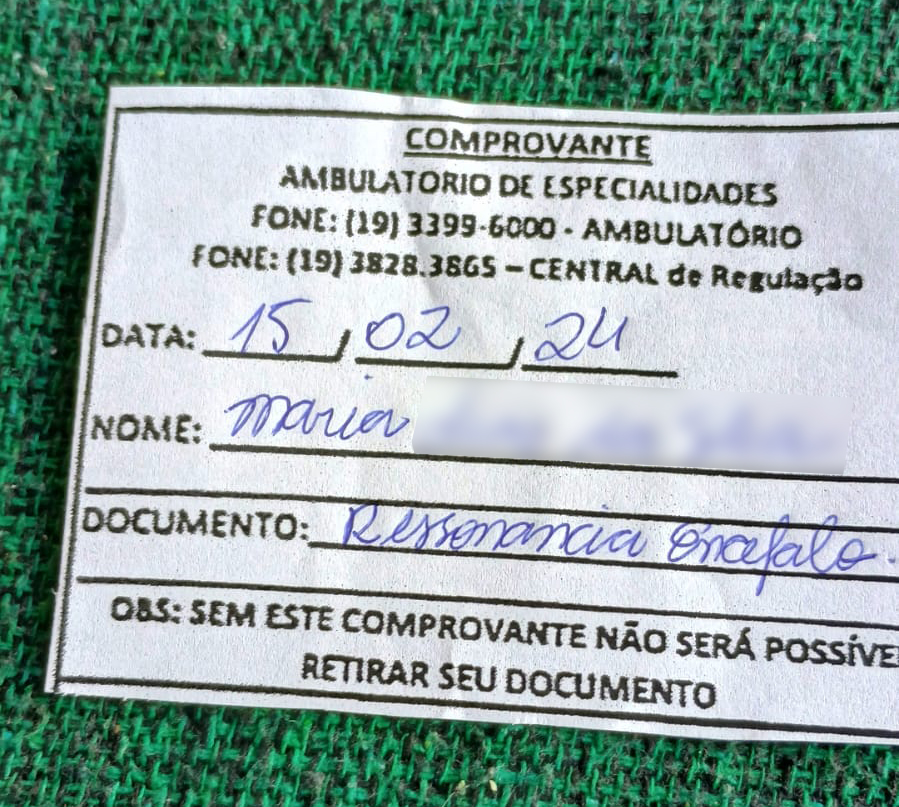 COMPROVANTE
AMBULATORIO DE ESPECIALIDADES
FONE: (19) 3399-6000 - AMBULATÓRIO
FONE: (19) 3828.3865 – CENTRAL de Regulação
DATA: 15 / 02 / 24
NOME: maria
DOCUMENTO: Ressonancia Encefalo.
OBS: SEM ESTE COMPROVANTE NÃO SERÁ POSSÍVEL
RETIRAR SEU DOCUMENTO